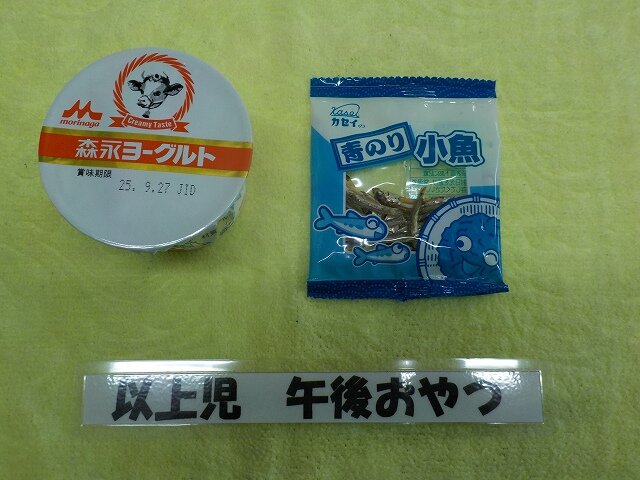 Creamy Taste
morinaga
森永ヨーグルト
賞味期限
25. 9.27 JID
Kasei
カセイの
青のり
小魚
以上児 午後おやつ